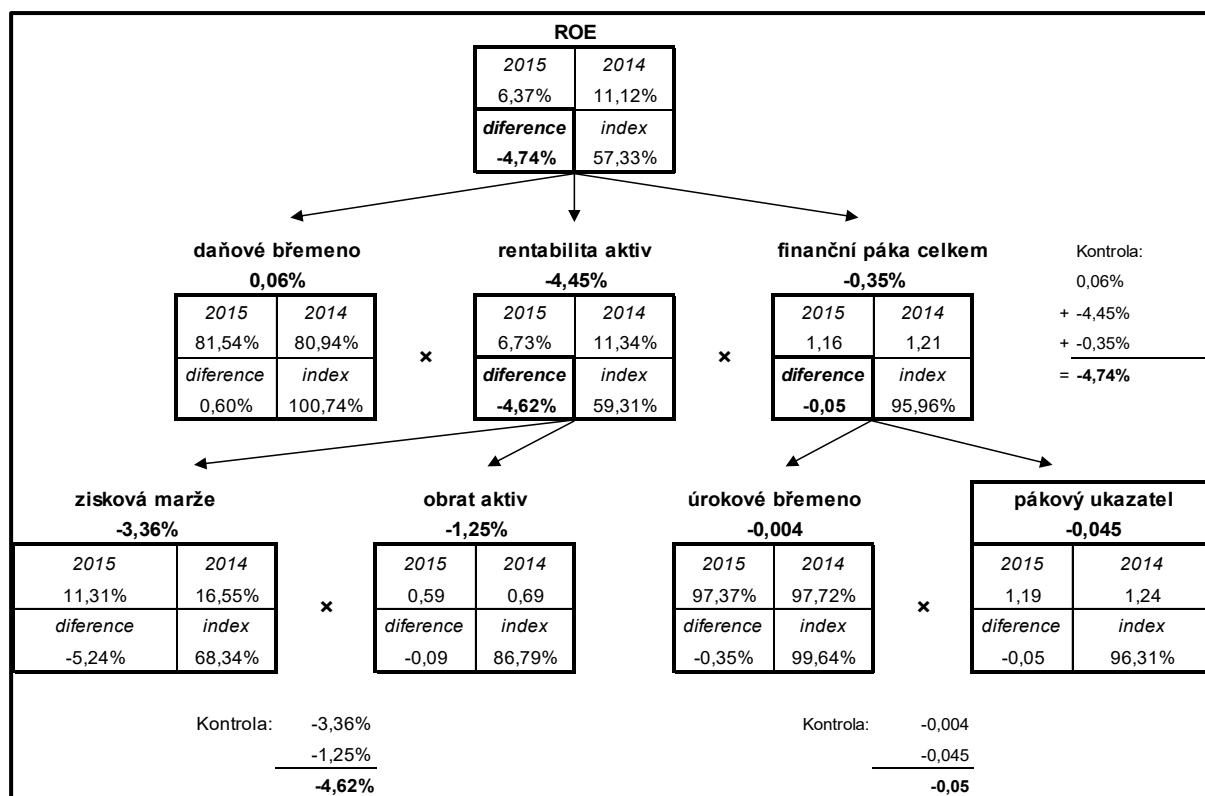 ROE
2015 2014
6,37% 11,12%
diference index
-4,74% 57,33%
daňové břemeno rentabilita aktiv finanční páka celkem Kontrola:
0,06% -4,45% -0,35% 0,06%
2015 2014 2015 2014 2015 2014 + -4,45%
81,54% 80,94% × 6,73% 11,34% × 1,16 1,21 + -0,35%
diference index diference index diference index = -4,74%
0,60% 100,74% -4,62% 59,31% -0,05 95,96%
zisková marže obrat aktiv úrokové břemeno pákový ukazatel
-3,36% -1,25% -0,004 -0,045
2015 2014 2015 2014 2015 2014 2015 2014
11,31% 16,55% × 0,59 0,69 97,37% 97,72% × 1,19 1,24
diference index diference index diference index diference index
-5,24% 68,34% -0,09 86,79% -0,35% 99,64% -0,05 96,31%
Kontrola: -3,36% Kontrola: -0,004
-1,25% -0,045
-4,62% -0,05